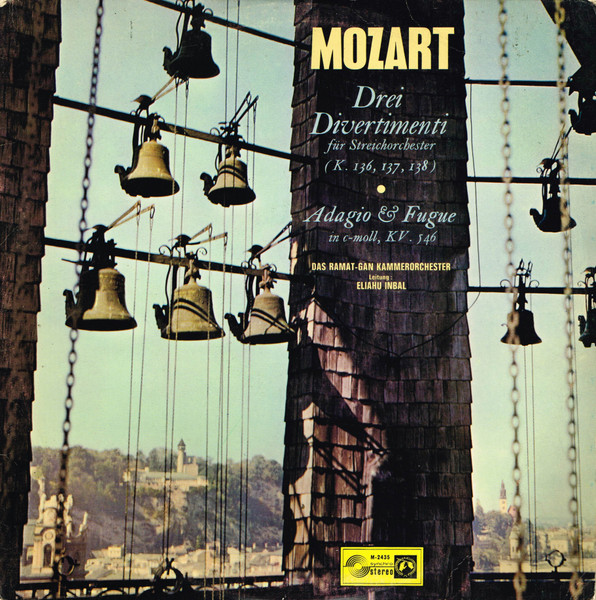 MOZART
Drei
Divertimenti
für Streichorchester
(K. 136, 137, 138)
Adagio & Fugue
in c-moll, KV. 546
DAS RAMAT-GAN KAMMERORCHESTER
Leitung:
ELIAHU INBAL
M-2435
stereo